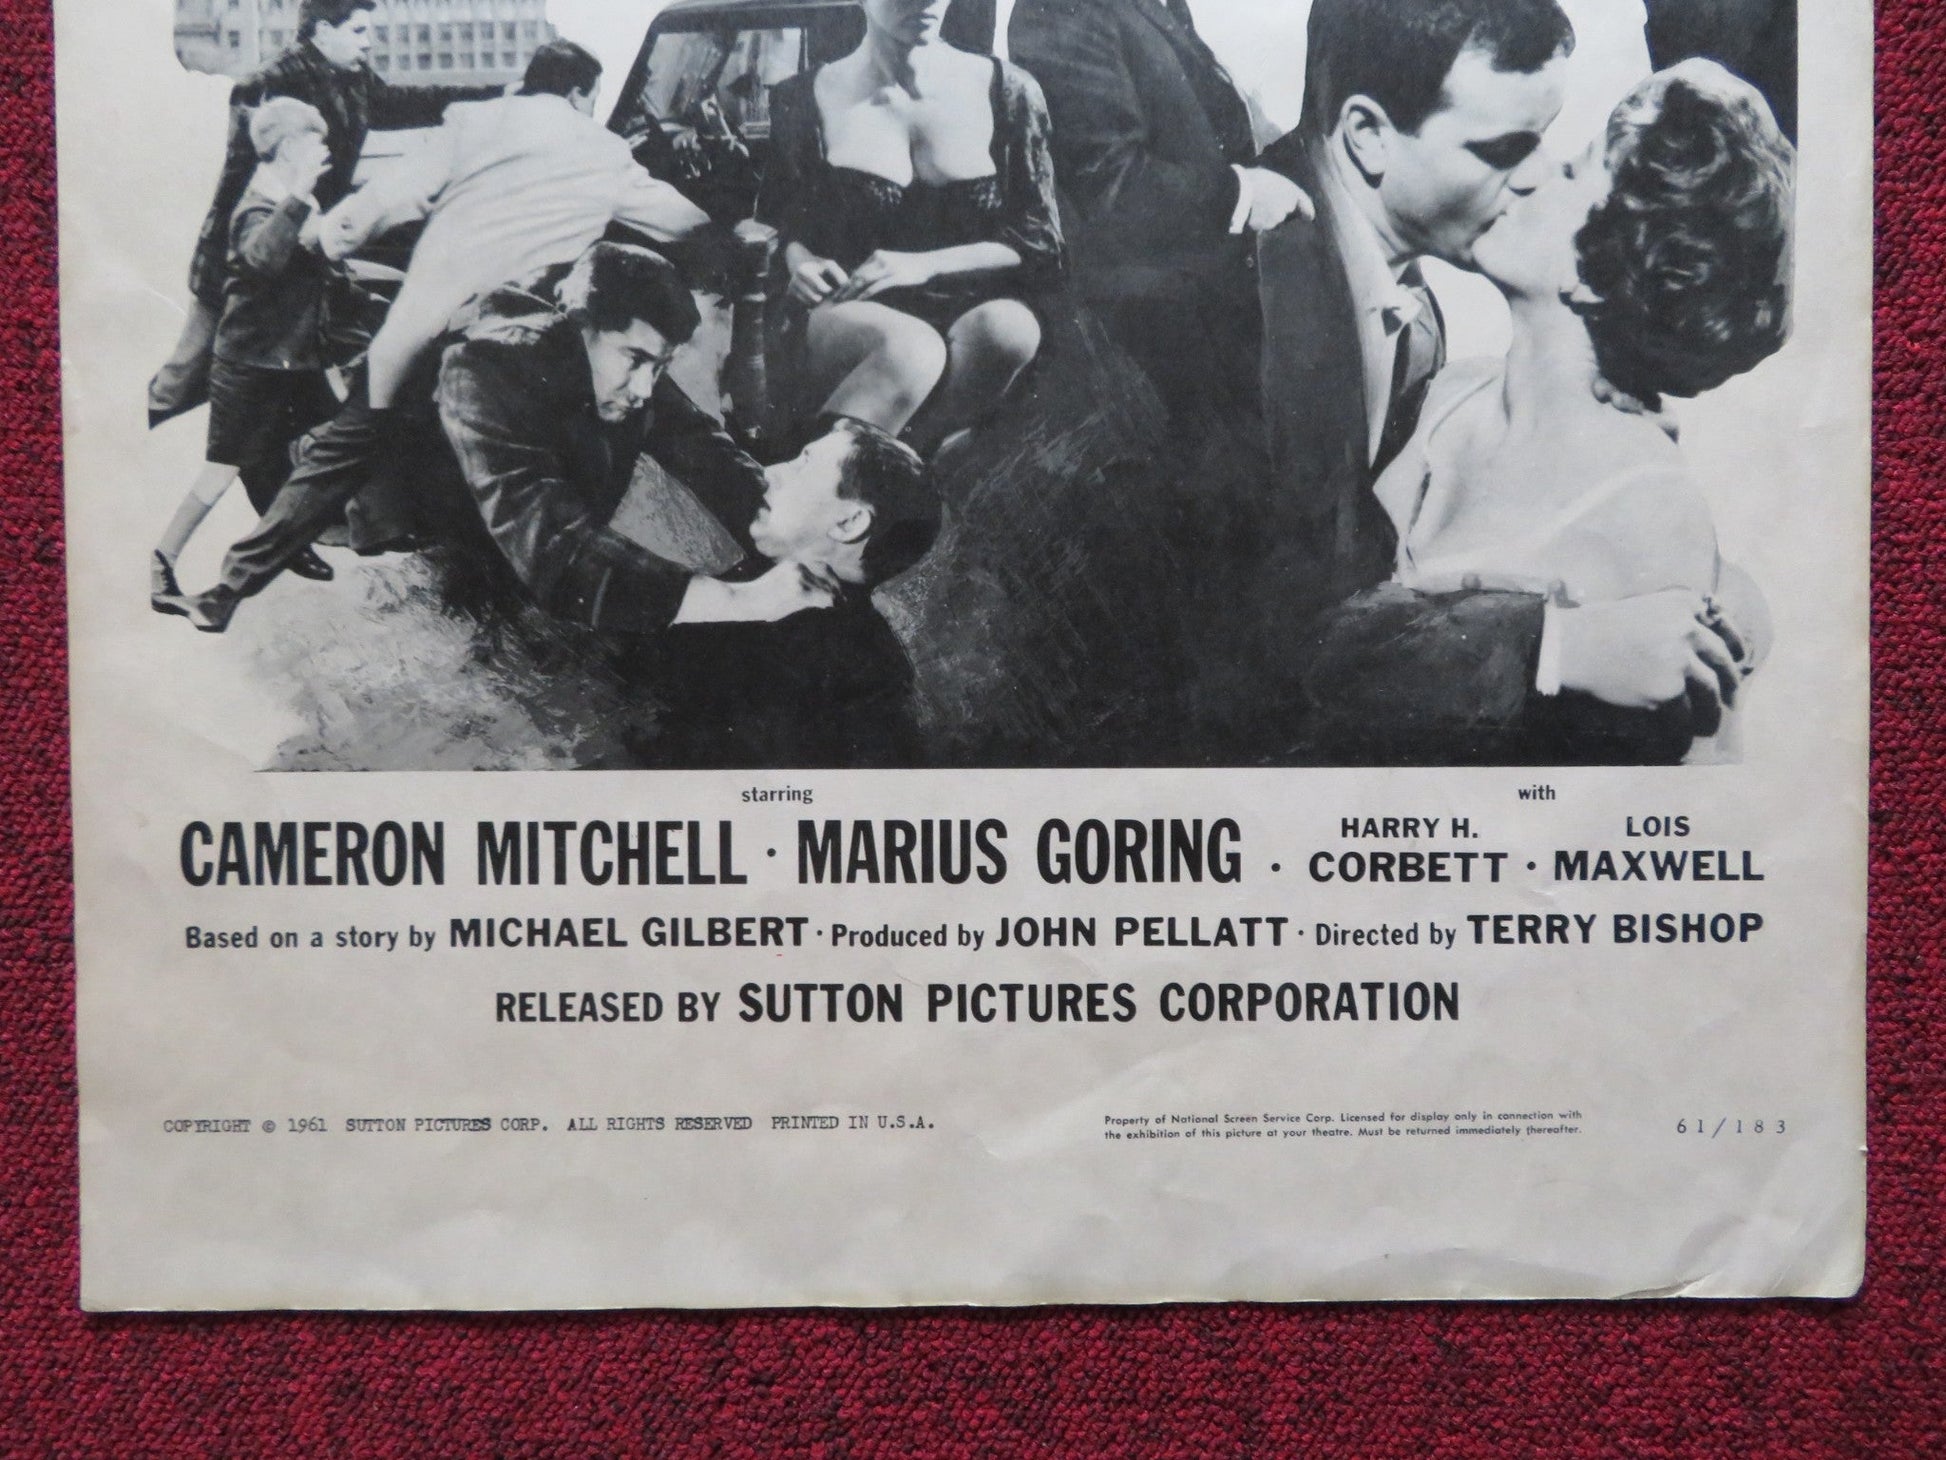 starring with
CAMERON MITCHELL · MARIUS GORING · HARRY H. CORBETT · LOIS MAXWELL
Based on a story by MICHAEL GILBERT · Produced by JOHN PELLATT · Directed by TERRY BISHOP
RELEASED BY SUTTON PICTURES CORPORATION
COPYRIGHT © 1961 SUTTON PICTURES CORP. ALL RIGHTS RESERVED PRINTED IN U.S.A.
Property of National Screen Service Corp. Licensed for display only in connection with
the exhibition of this picture at your theatre. Must be returned immediately thereafter.
61/183